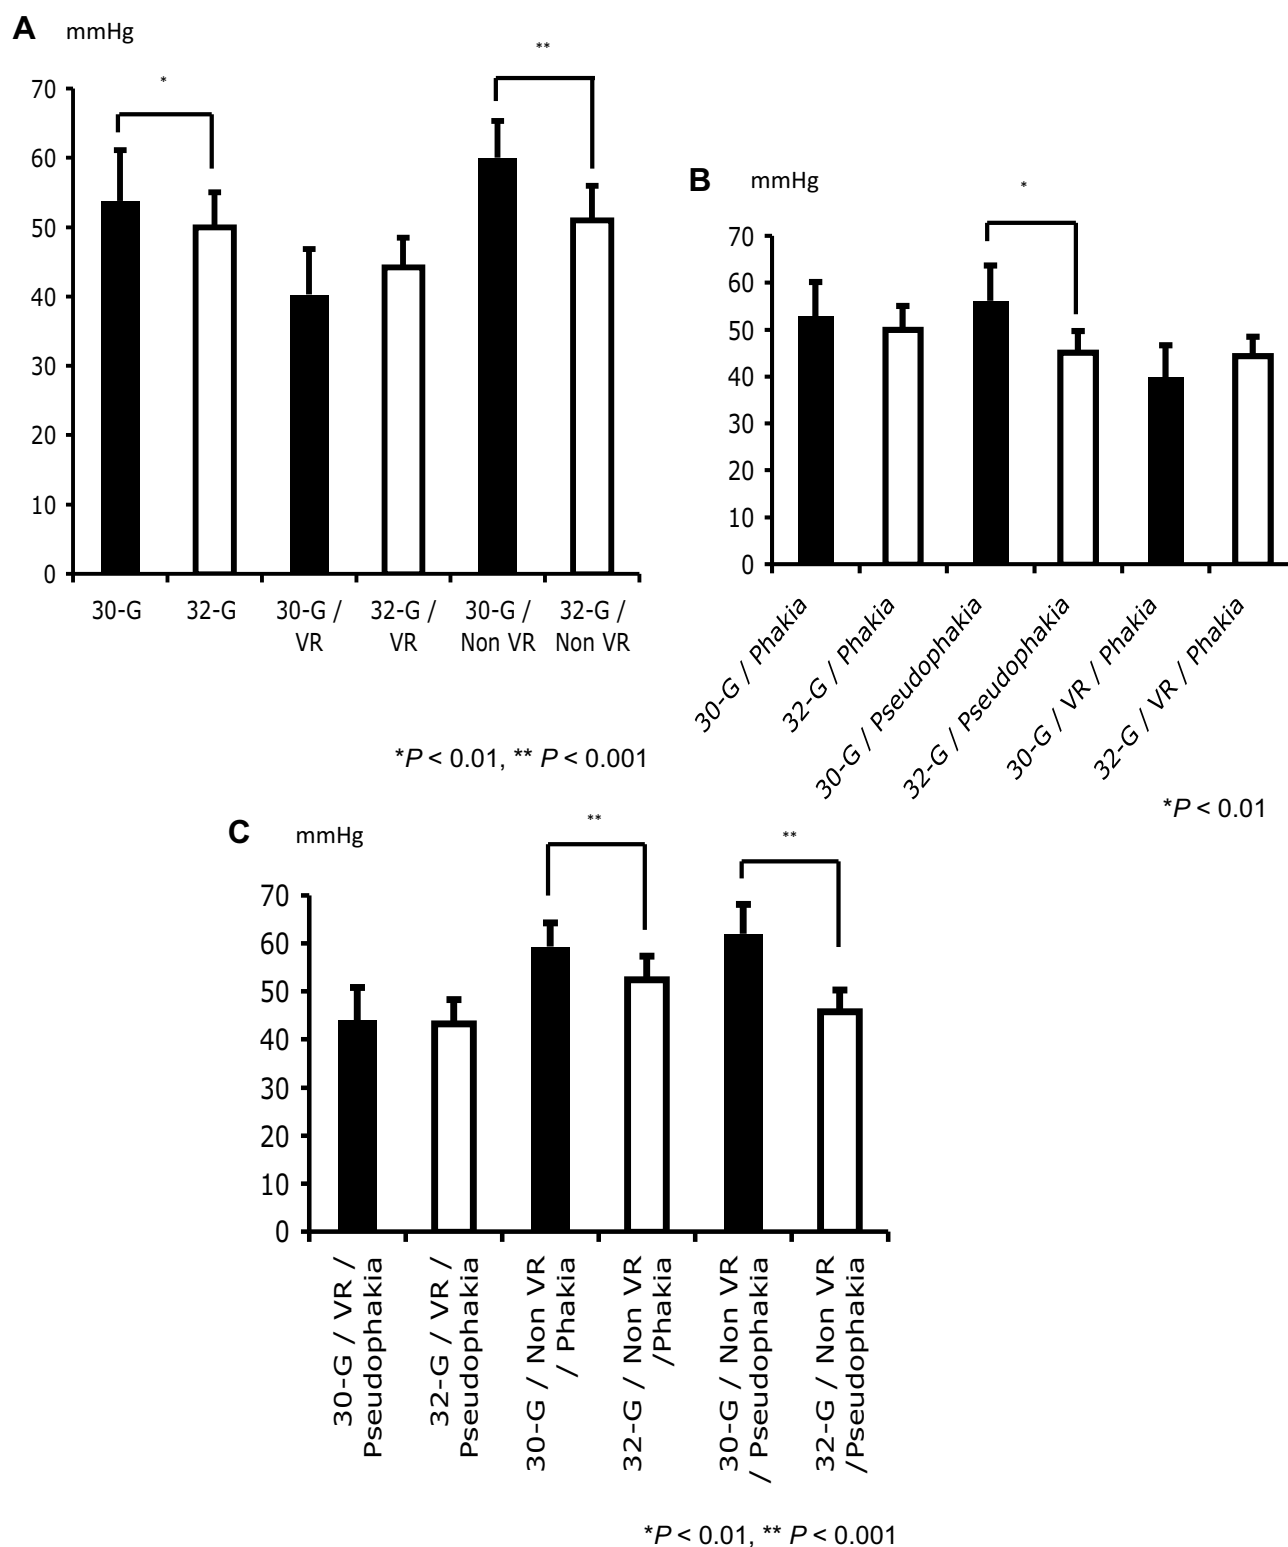 A mmHg
**
*
70
60
50
40
30
20
10
0
30-G 32-G 30-G / 32-G / 30-G / 32-G /
VR VR Non VR Non VR
*P < 0.01, ** P < 0.001
B mmHg
*
70
60
50
40
30
20
10
0
30-G / Phakia
32-G / Phakia
30-G / Pseudophakia
32-G / Pseudophakia
30-G / VR / Phakia
32-G / VR / Phakia
*P < 0.01
C mmHg
**
**
70
60
50
40
30
20
10
0
30-G / VR /
Pseudophakia
32-G / VR /
Pseudophakia
30-G / Non VR
/ Phakia
32-G / Non VR
/Phakia
30-G / Non VR
/ Pseudophakia
32-G / Non VR
/Pseudophakia
*P < 0.01, ** P < 0.001